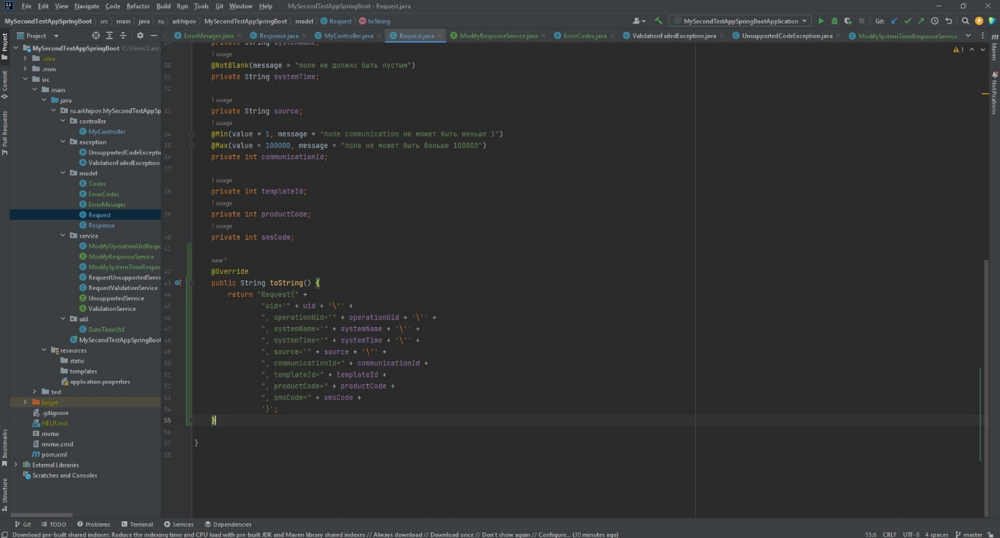 File Edit View Navigate Code Refactor Build Run Tools Git Window Help MySecondTestAppSpringBoot - Request.java
MySecondTestAppSpringBoot src main java ru arkhipov MySecondTestAppSpringBoot model Request toString MySecondTestAppSpringBootApplication Git:
Project ErrorMesages.java Response.java MyController.java Request.java ModifyResponseService.java ErrorCodes.java ValidationFailedException.java UnsupportedCodeException.java ModifySystemTimeResponseService
Project
Commit
Pull Requests
Bookmarks
Structure
Maven
Notifications
MySecondTestAppSpringBoot C:\Users\Lars\
.idea
.mvn
src
main
java
ru.arkhipov.MySecondTestAppSp
controller
MyController
exception
UnsupportedCodeExcepti
ValidationFailedException
model
Codes
ErrorCodes
ErrorMesages
Request
Response
service
ModifyOperationUidRespo
ModifyResponseService
ModifySystemTimeRespor
RequestUnsupportedServi
RequestValidationService
UnsupportedService
ValidationService
util
DateTimeUtil
MySecondTestAppSpringBoot
resources
static
templates
application.properties
test
target
.gitignore
HELP.md
mvnw
mvnw.cmd
pom.xml
External Libraries
Scratches and Consoles
1
private String systemName;
1 usage
30 @NotBlank(message = "поле не должно быть пустым")
31 private String systemTime;
32
1 usage
33 private String source;
1 usage
34 @Min(value = 1, message = "поле communication не может быть меньше 1")
35 @Max(value = 100000, message = "поле не может быть больше 100000")
36 private int communicationId;
37
1 usage
38 private int templateId;
1 usage
39 private int productCode;
1 usage
40 private int smsCode;
41
new *
42 @Override
43 public String toString() {
44 return "Request{" +
45 "uid='" + uid + '\'' +
46 ", operationUid='" + operationUid + '\'' +
47 ", systemName='" + systemName + '\'' +
48 ", systemTime='" + systemTime + '\'' +
49 ", source='" + source + '\'' +
50 ", communicationId=" + communicationId +
51 ", templateId=" + templateId +
52 ", productCode=" + productCode +
53 ", smsCode=" + smsCode +
54 '}';
55 }
56
57 }
58
Git TODO Problems Terminal Services Dependencies
Download pre-built shared indexes: Reduce the indexing time and CPU load with pre-built JDK and Maven library shared indexes // Always download // Download once // Don't show again // Configure... (30 minutes ago) 55:6 CRLF UTF-8 4 spaces master